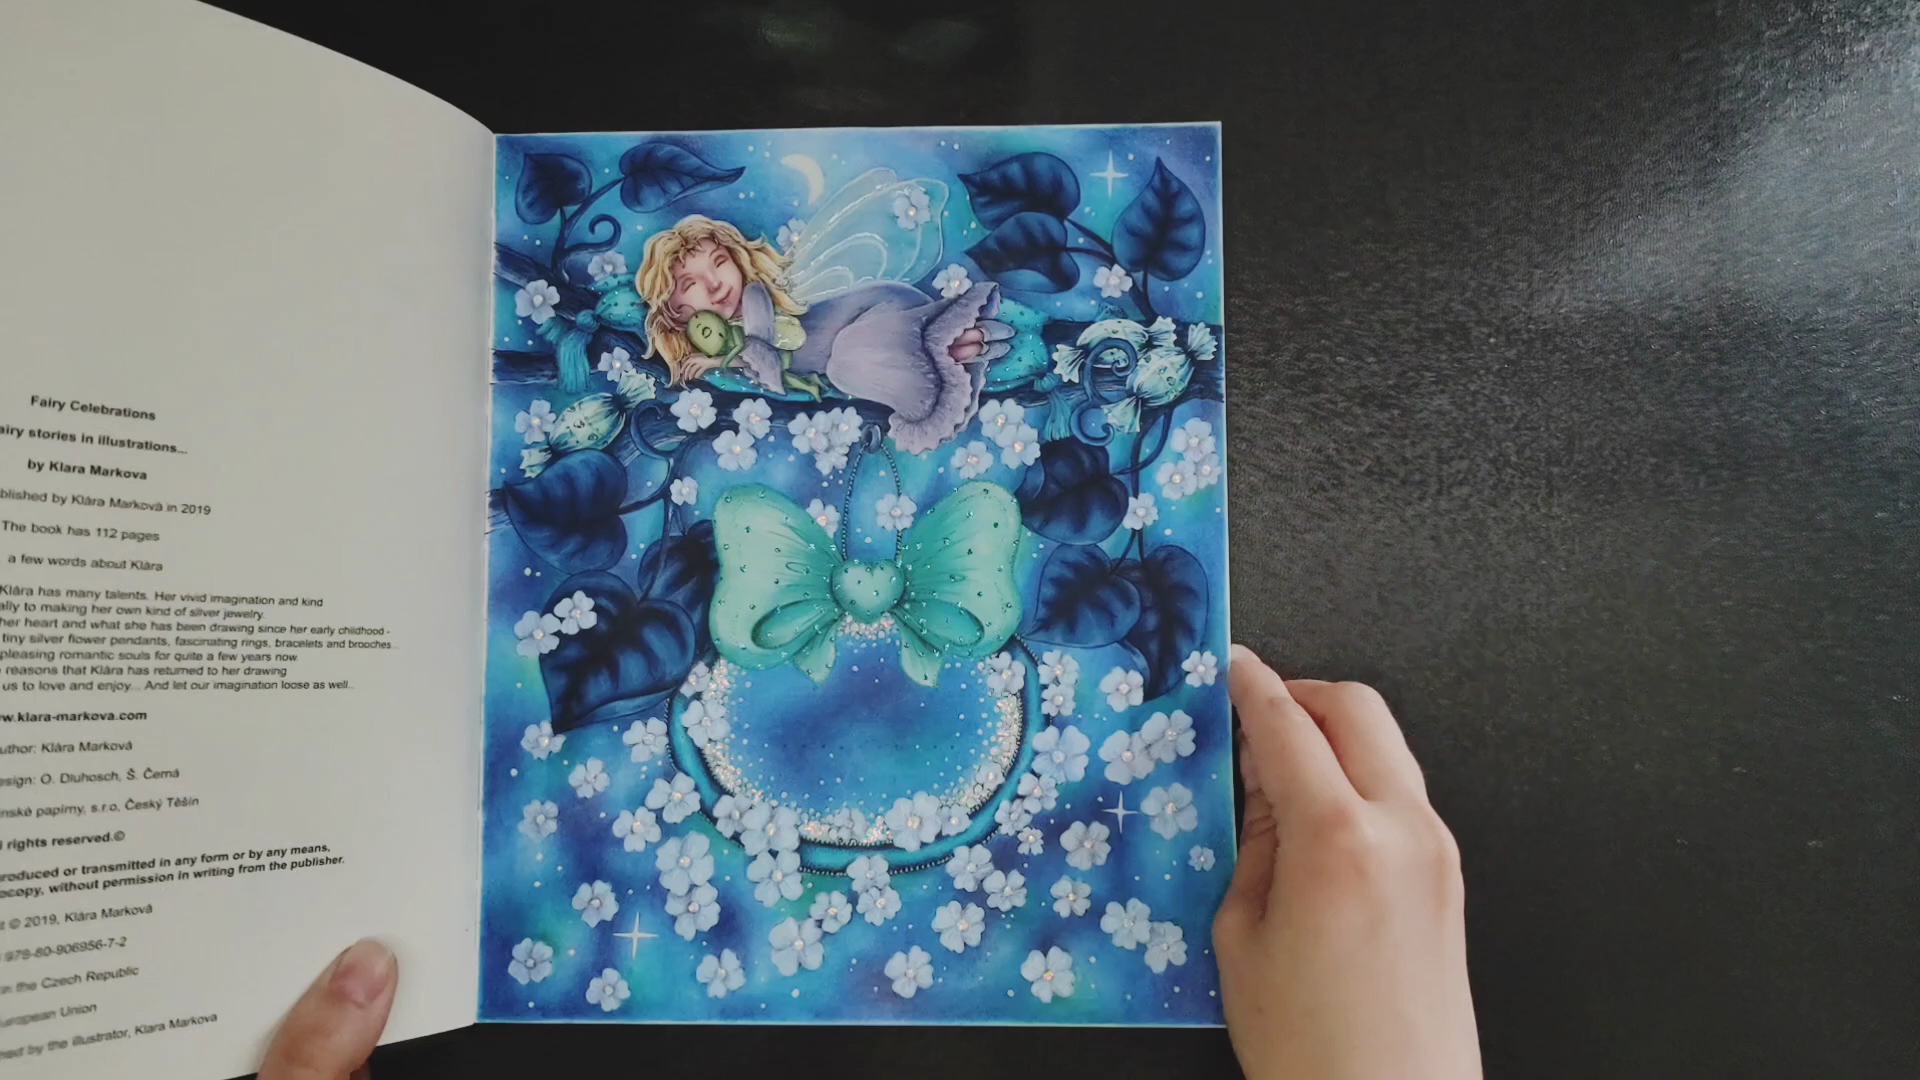 Fairy Celebrations
airy stories in illustrations...
by Klara Markova
blished by Klára Marková in 2019
The book has 112 pages
a few words about Klára
Klára has many talents. Her vivid imagination and kind
ally to making her own kind of silver jewelry.
her heart and what she has been drawing since her early childhood -
tiny silver flower pendants, fascinating rings, bracelets and brooches...
pleasing romantic souls for quite a few years now.
reasons that Klára has returned to her drawing
us to love and enjoy... And let our imagination loose as well...
w.klara-markova.com
uthor: Klára Marková
esign: O. Dluhosch, Š. Černá
ínské papírny, s.r.o, Český Těšín
l rights reserved.©
roduced or transmitted in any form or by any means,
ocopy, without permission in writing from the publisher.
t © 2019, Klára Marková
978-80-906956-7-2
in the Czech Republic
European Union
ned by the illustrator, Klara Markova